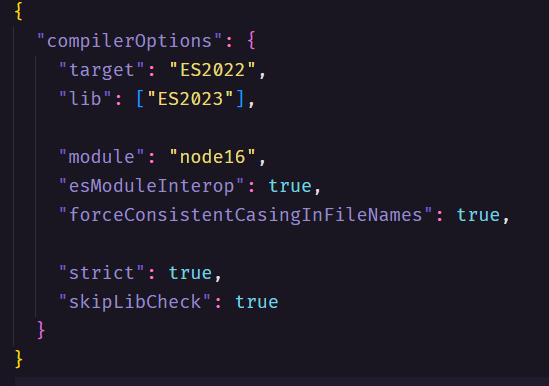 {
  "compilerOptions": {
    "target": "ES2022",
    "lib": ["ES2023"],
    "module": "node16",
    "esModuleInterop": true,
    "forceConsistentCasingInFileNames": true,
    "strict": true,
    "skipLibCheck": true
  }
}